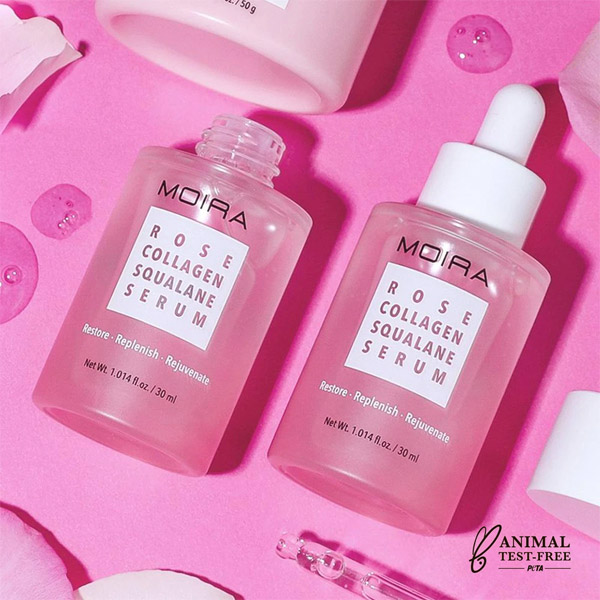 z. / 50 g
MOIRA
ROSE
COLLAGEN
SQUALANE
SERUM
Restore · Replenish · Rejuvenate
Net Wt. 1.014 fl.oz. / 30 ml
MOIRA
ROSE
COLLAGEN
SQUALANE
SERUM
Restore · Replenish · Rejuvenate
Net Wt. 1.014 fl.oz. / 30 ml
ANIMAL
TEST-FREE
PETA